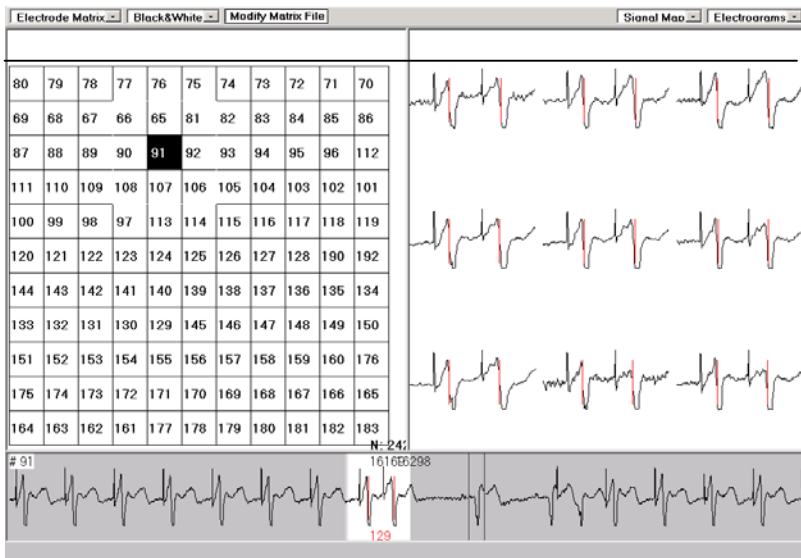 Electrode Matrix Black&White Modify Matrix File Signal Map Electrograms
80 79 78 77 76 75 74 73 72 71 70
69 68 67 66 65 81 82 83 84 85 86
87 88 89 90 91 92 93 94 95 96 112
111 110 109 108 107 106 105 104 103 102 101
100 99 98 97 113 114 115 116 117 118 119
120 121 122 123 124 125 126 127 128 190 192
144 143 142 141 140 139 138 137 136 135 134
133 132 131 130 129 145 146 147 148 149 150
151 152 153 154 155 156 157 158 159 160 176
175 174 173 172 171 170 169 168 167 166 165
164 163 162 161 177 178 179 180 181 182 183
N: 242
# 91
16298
129